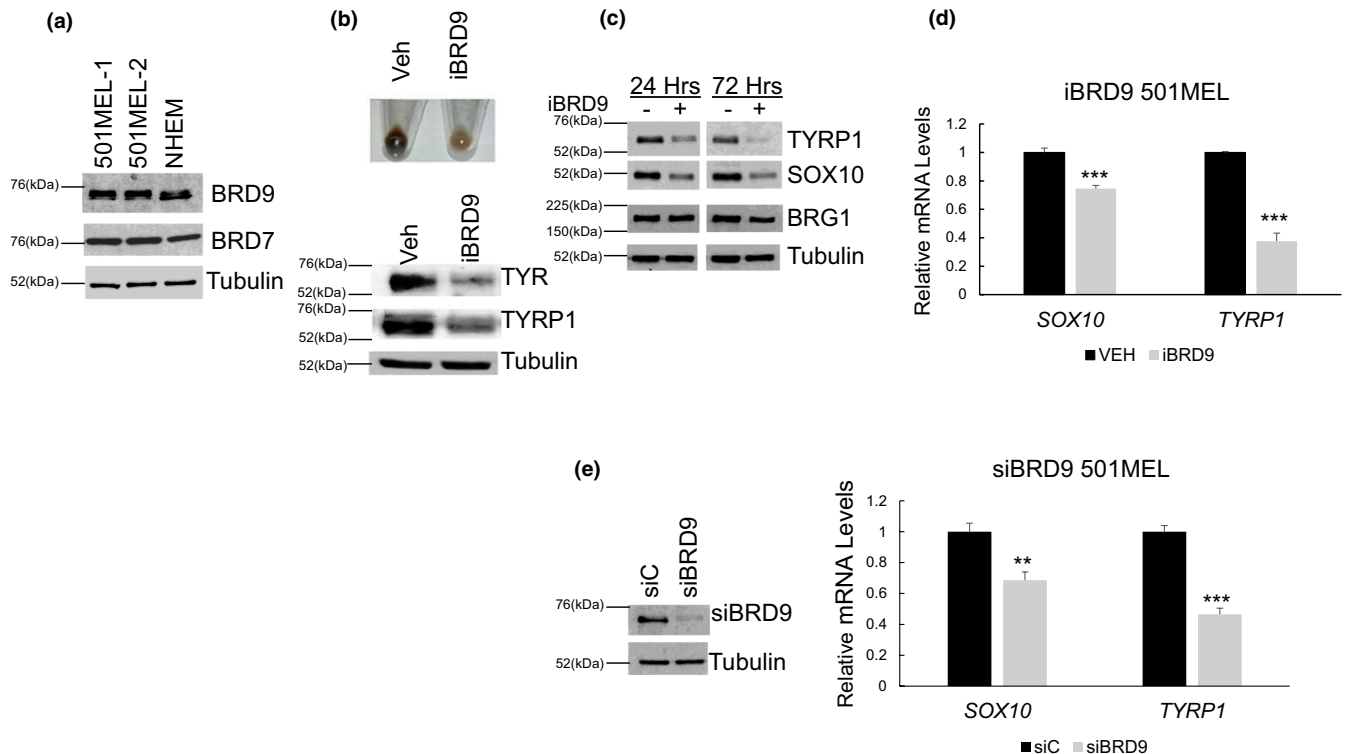 (a)
501MEL-1
501MEL-2
NHEM
76(kDa)
BRD9
76(kDa)
BRD7
52(kDa)
Tubulin
(b)
Veh
iBRD9
Veh
iBRD9
76(kDa)
TYR
52(kDa)
76(kDa)
TYRP1
52(kDa)
52(kDa)
Tubulin
(c)
24 Hrs 72 Hrs
iBRD9 - + - +
76(kDa)
TYRP1
52(kDa)
52(kDa)
SOX10
225(kDa)
BRG1
150(kDa)
52(kDa)
Tubulin
(d)
iBRD9 501MEL
Relative mRNA Levels
1.2
1
0.8
0.6
0.4
0.2
0
***
***
SOX10 TYRP1
VEH iBRD9
(e)
siC
siBRD9
76(kDa)
siBRD9
52(kDa)
Tubulin
siBRD9 501MEL
Relative mRNA Levels
1.2
1
0.8
0.6
0.4
0.2
0
**
***
SOX10 TYRP1
siC siBRD9